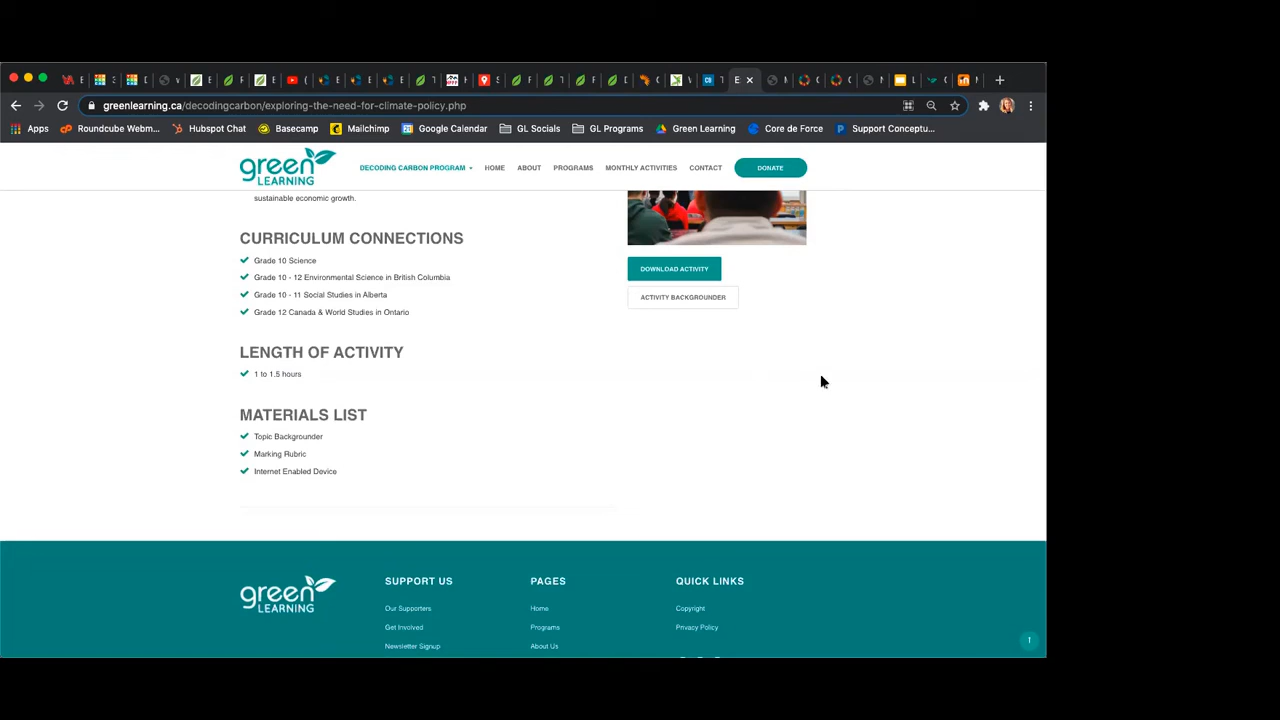 greenlearning.ca/decodingcarbon/exploring-the-need-for-climate-policy.php
Apps Roundcube Webm... Hubspot Chat Basecamp Mailchimp Google Calendar GL Socials GL Programs Green Learning Core de Force Support Conceptu...
green LEARNING
DECODING CARBON PROGRAM HOME ABOUT PROGRAMS MONTHLY ACTIVITIES CONTACT DONATE
sustainable economic growth.
CURRICULUM CONNECTIONS
Grade 10 Science
Grade 10 - 12 Environmental Science in British Columbia
Grade 10 - 11 Social Studies in Alberta
Grade 12 Canada & World Studies in Ontario
LENGTH OF ACTIVITY
1 to 1.5 hours
MATERIALS LIST
Topic Backgrounder
Marking Rubric
Internet Enabled Device
DOWNLOAD ACTIVITY
ACTIVITY BACKGROUNDER
green LEARNING
SUPPORT US
Our Supporters
Get Involved
Newsletter Signup
PAGES
Home
Programs
About Us
QUICK LINKS
Copyright
Privacy Policy